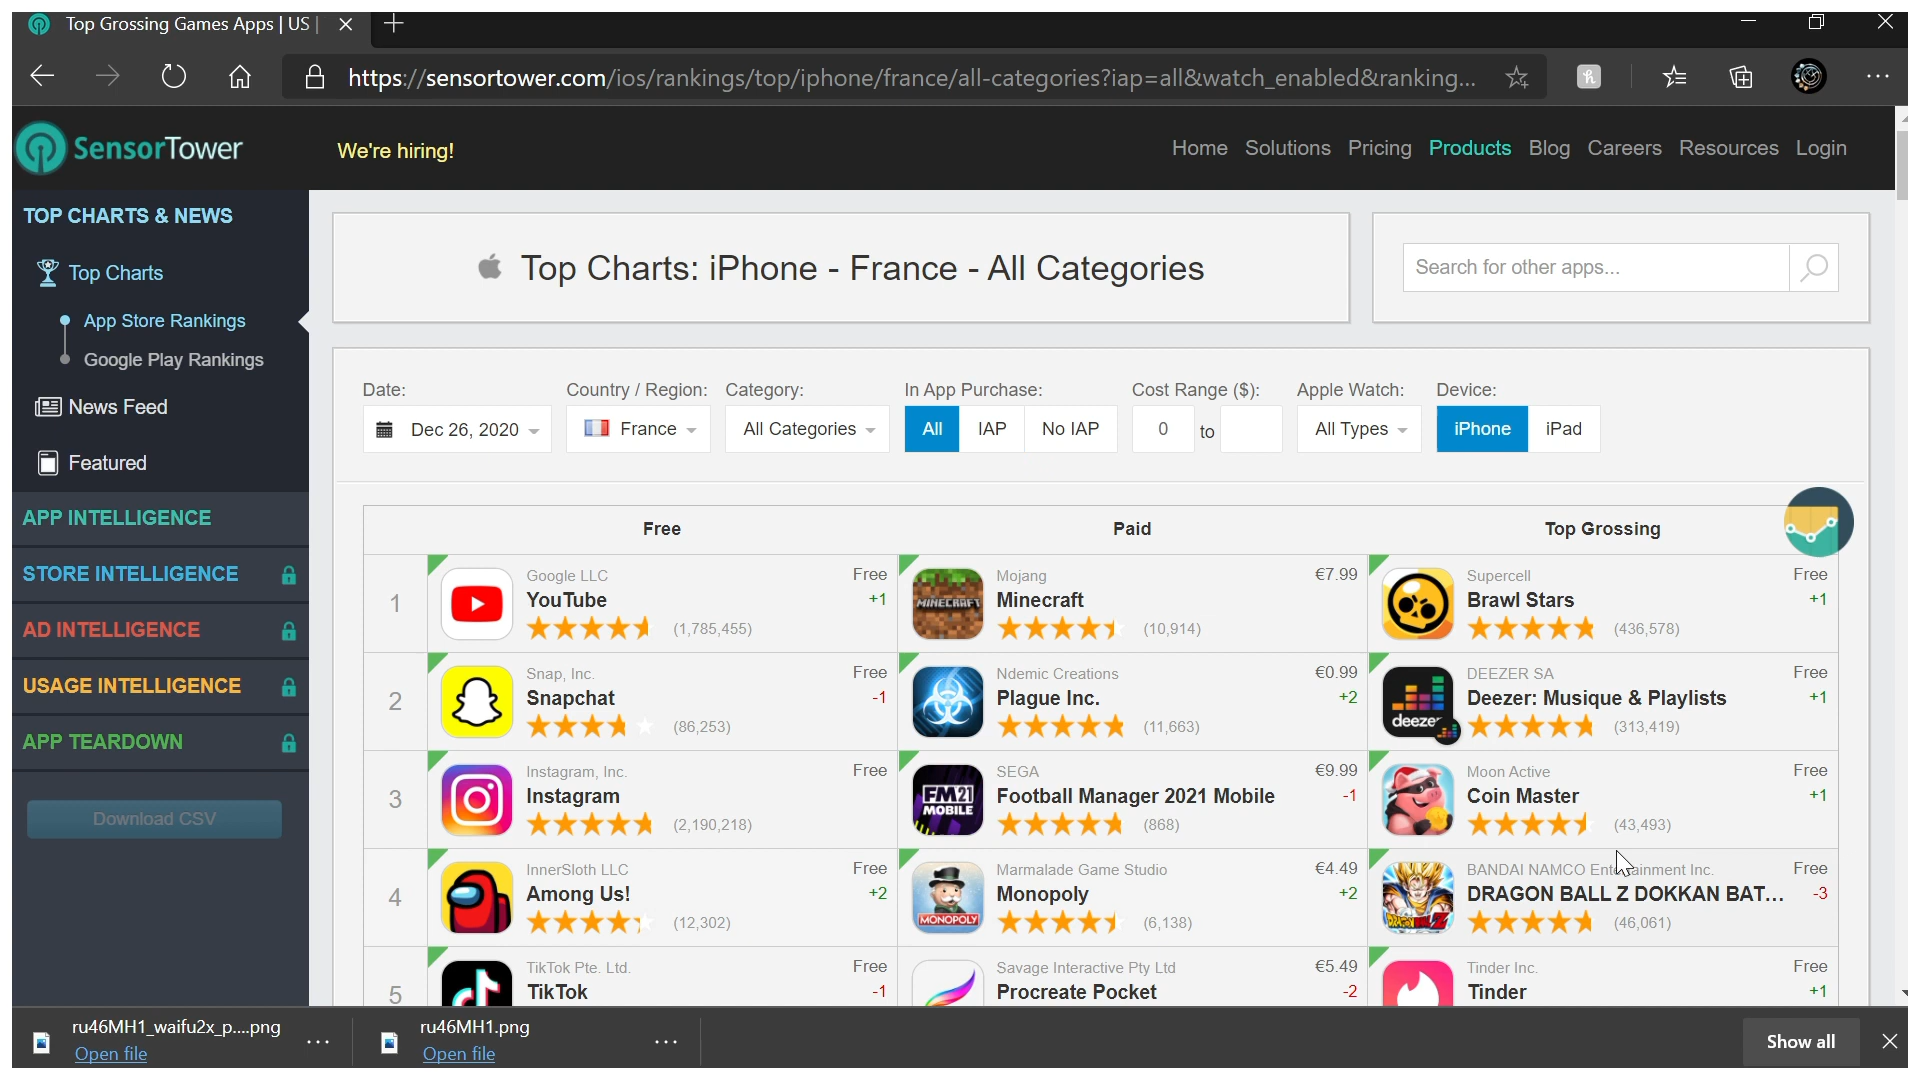 Top Grossing Games Apps | US |
https://sensortower.com/ios/rankings/top/iphone/france/all-categories?iap=all&watch_enabled&ranking...
SensorTower
We're hiring!
Home Solutions Pricing Products Blog Careers Resources Login
TOP CHARTS & NEWS
Top Charts
App Store Rankings
Google Play Rankings
News Feed
Featured
APP INTELLIGENCE
STORE INTELLIGENCE
AD INTELLIGENCE
USAGE INTELLIGENCE
APP TEARDOWN
Download CSV
Top Charts: iPhone - France - All Categories
Search for other apps...
Date: Country / Region: Category: In App Purchase: Cost Range ($): Apple Watch: Device:
Dec 26, 2020 France All Categories All IAP No IAP 0 to All Types iPhone iPad
Free Paid Top Grossing
1
Google LLC Free
YouTube +1
(1,785,455)
MINECRAFT
Mojang €7.99
Minecraft
(10,914)
Supercell Free
Brawl Stars +1
(436,578)
2
Snap, Inc. Free
Snapchat -1
(86,253)
Ndemic Creations €0.99
Plague Inc. +2
(11,663)
deezer
DEEZER SA Free
Deezer: Musique & Playlists +1
(313,419)
3
Instagram, Inc. Free
Instagram
(2,190,218)
FM21
MOBILE
SEGA €9.99
Football Manager 2021 Mobile -1
(868)
Moon Active Free
Coin Master +1
(43,493)
4
InnerSloth LLC Free
Among Us! +2
(12,302)
MONOPOLY
Marmalade Game Studio €4.49
Monopoly +2
(6,138)
DRAGON BALL Z
BANDAI NAMCO Entertainment Inc. Free
DRAGON BALL Z DOKKAN BAT... -3
(46,061)
5
TikTok Pte. Ltd. Free
TikTok -1
Savage Interactive Pty Ltd €5.49
Procreate Pocket -2
Tinder Inc. Free
Tinder +1
ru46MH1_waifu2x_p....png
Open file
ru46MH1.png
Open file
Show all